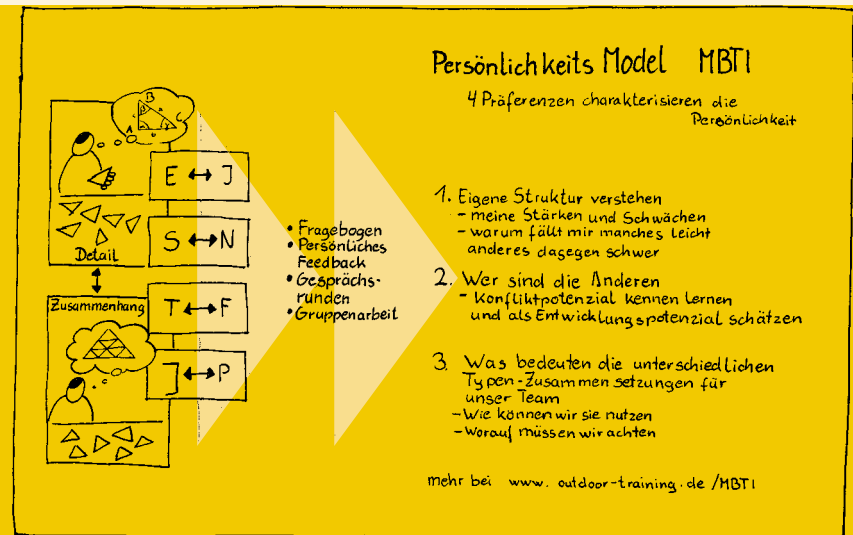 Persönlichkeits Model MBTI
4 Präferenzen charakterisieren die
Persönlichkeit
B
A
C
E ↔ J
S ↔ N
Detail
Zusammenhang
T ↔ F
J ↔ P
• Fragebogen
• Persönliches
Feedback
• Gesprächs-
runden
• Gruppenarbeit
1. Eigene Struktur verstehen
- meine Stärken und Schwächen
- warum fällt mir manches leicht
anderes dagegen schwer
2. Wer sind die Anderen
- Konfliktpotenzial kennen lernen
und als Entwicklungspotenzial schätzen
3. Was bedeuten die unterschiedlichen
Typen-Zusammensetzungen für
unser Team
- Wie können wir sie nutzen
- worauf müssen wir achten
mehr bei www.outdoor-training.de/MBTI